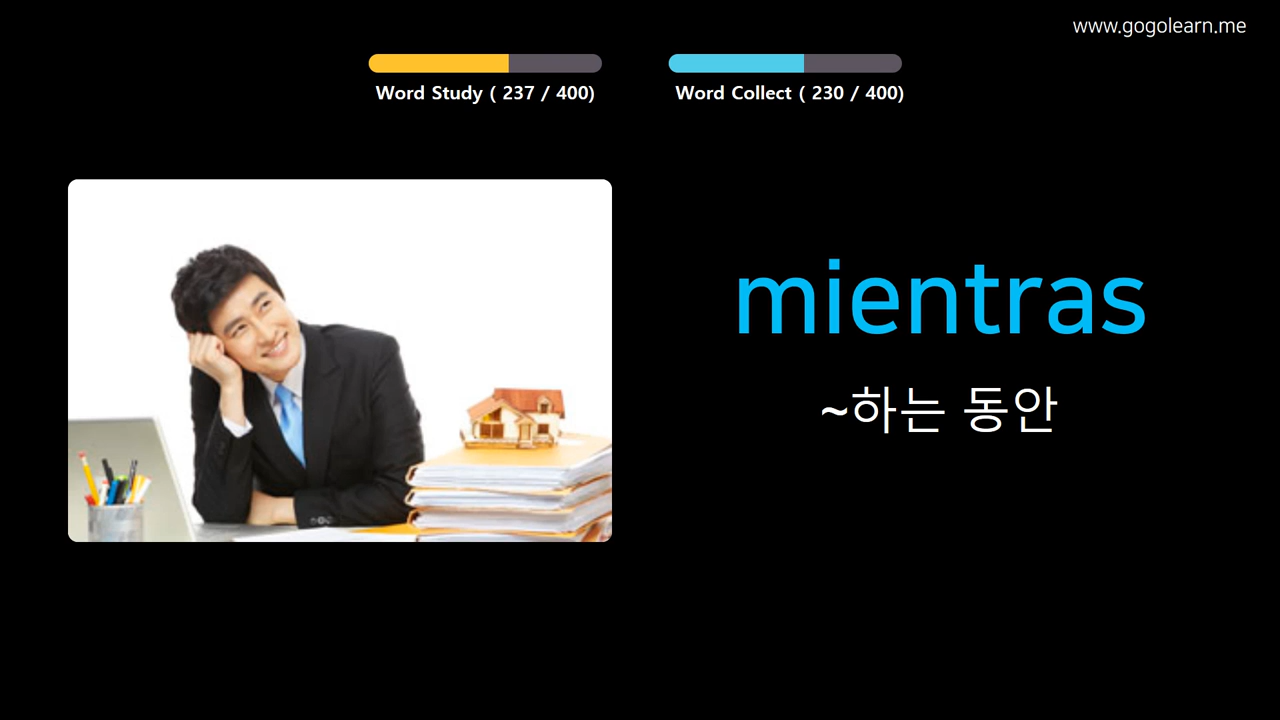 www.gogolearn.me
Word Study ( 237 / 400)
Word Collect ( 230 / 400)
mientras
~하는 동안